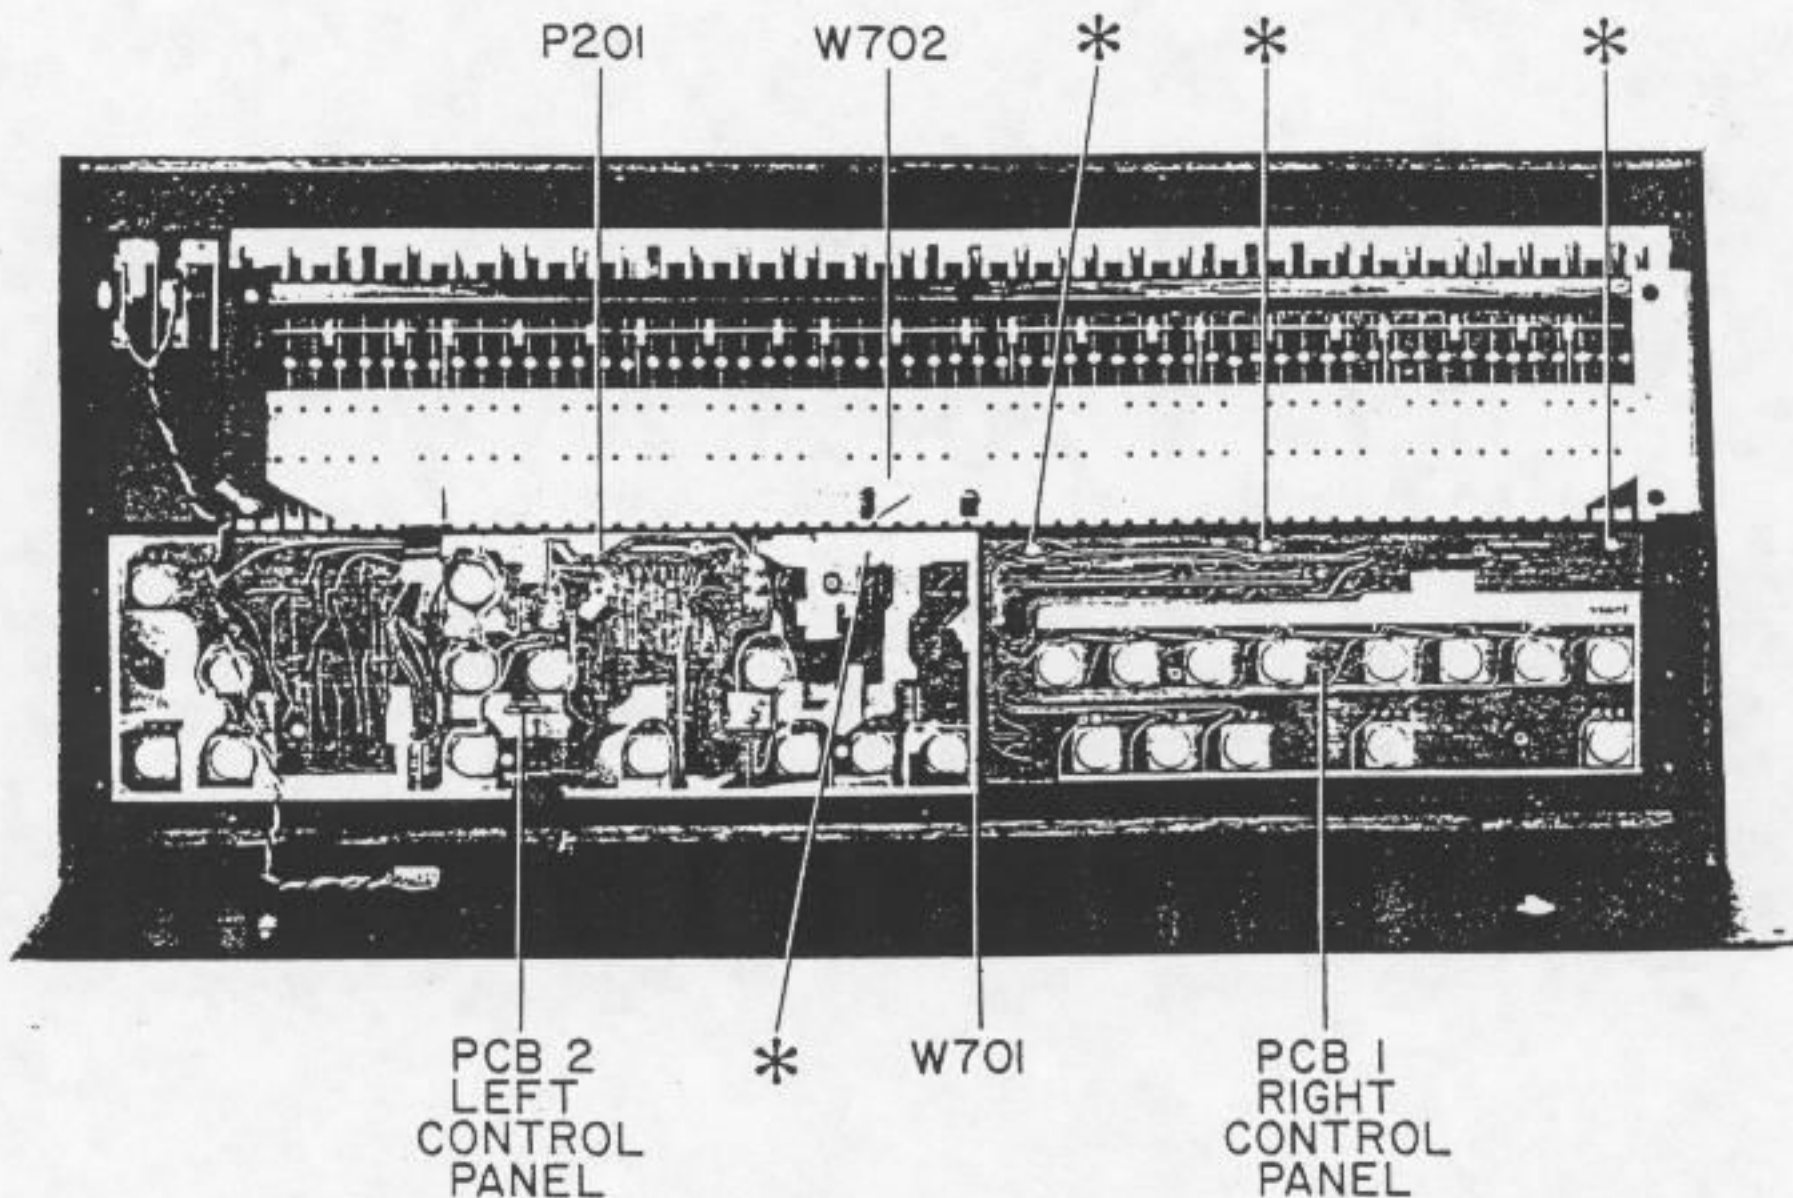 P201 W702 * * *
PCB 2
LEFT
CONTROL
PANEL
*
W701
PCB 1
RIGHT
CONTROL
PANEL